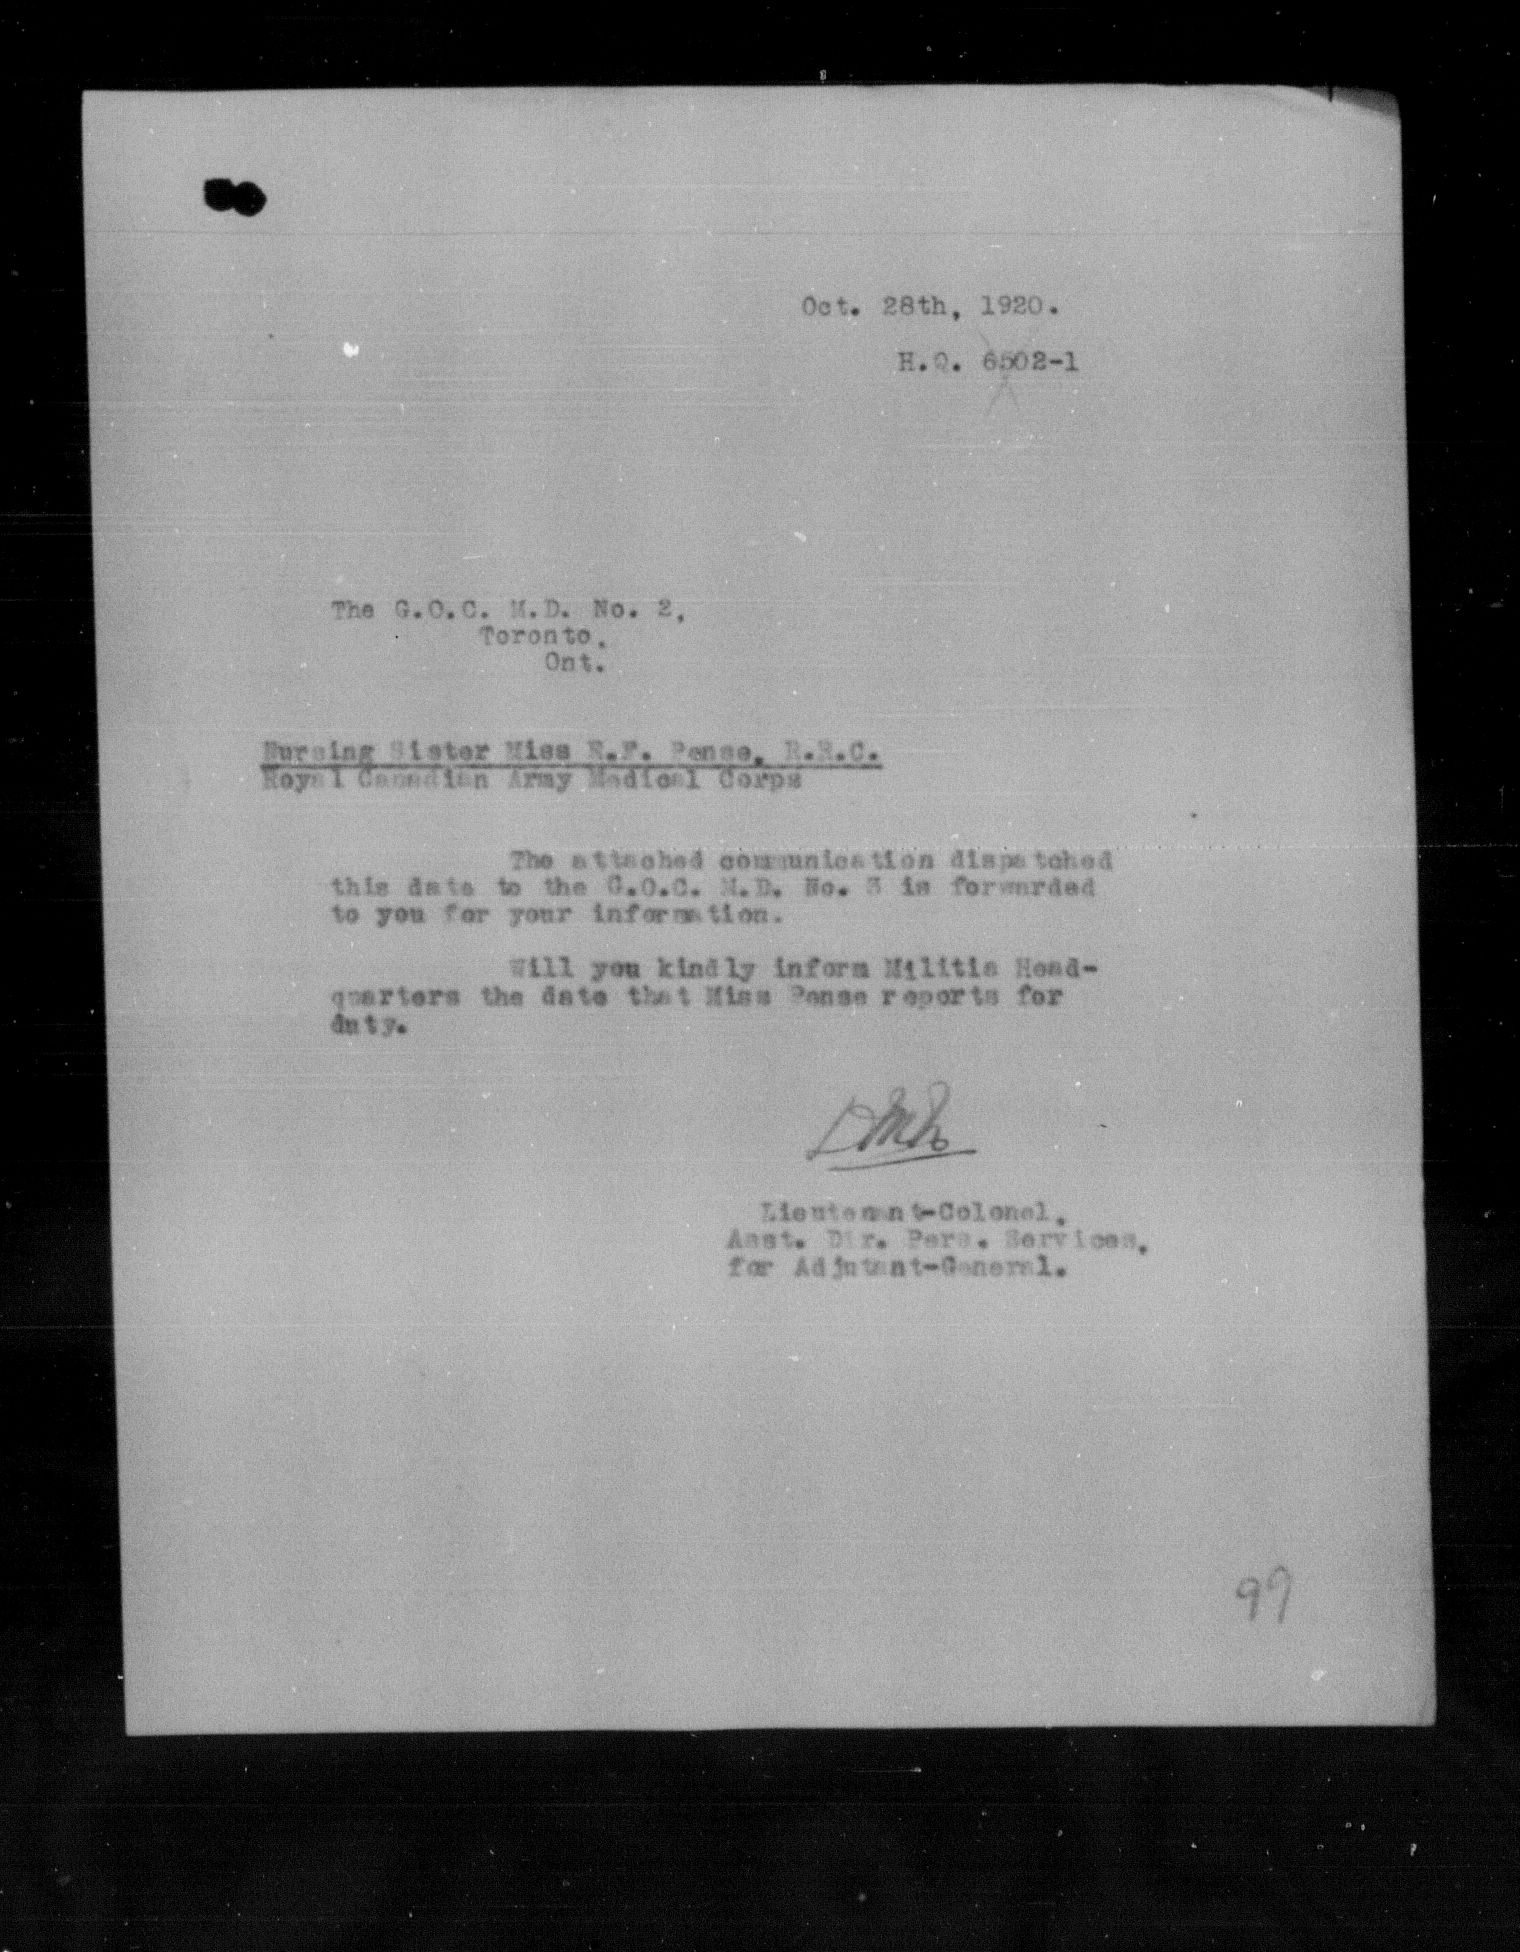 Oct. 28th, 1920.
H.Q. 6502-1
The G.O.C. M.D. No. 2,
Toronto,
Ont.
Nursing Sister Miss E.F. Pense, R.R.C.
Royal Canadian Army Medical Corps
The attached communication dispatched
this date to the G.O.C. M.D. No. 3 is forwarded
to you for your information.
Will you kindly inform Militia Head-
quarters the date that Miss Pense reports for
duty.
Lieutenant-Colonel,
Asst. Dir. Pers. Services,
for Adjutant-General.
97